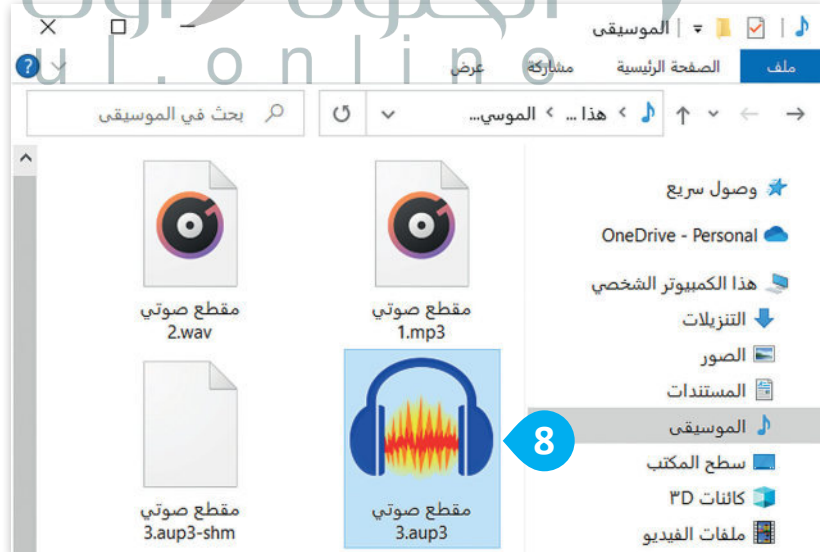 الموسيقى
ul.online
ملف الصفحة الرئيسية مشاركة عرض
هذا ... الموسي...
بحث في الموسيقى
وصول سريع
OneDrive - Personal
هذا الكمبيوتر الشخصي
التنزيلات
الصور
المستندات
الموسيقى
سطح المكتب
كائنات ٣D
ملفات الفيديو
مقطع صوتي
1.mp3
مقطع صوتي
2.wav
8
مقطع صوتي
3.aup3
مقطع صوتي
3.aup3-shm